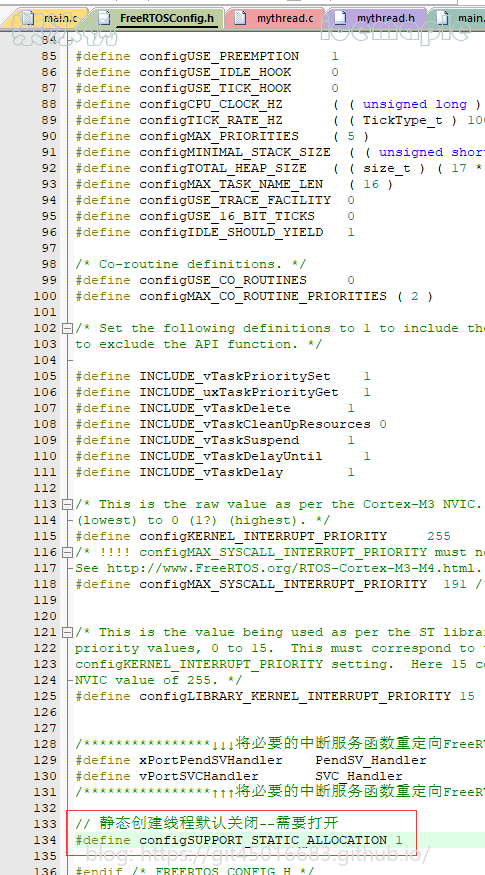 main.c FreeRTOSConfig.h mythread.c mythread.h main.
84
85 #define configUSE_PREEMPTION 1
86 #define configUSE_IDLE_HOOK 0
87 #define configUSE_TICK_HOOK 0
88 #define configCPU_CLOCK_HZ ( ( unsigned long )
89 #define configTICK_RATE_HZ ( ( TickType_t ) 100
90 #define configMAX_PRIORITIES ( 5 )
91 #define configMINIMAL_STACK_SIZE ( ( unsigned shor
92 #define configTOTAL_HEAP_SIZE ( ( size_t ) ( 17 *
93 #define configMAX_TASK_NAME_LEN ( 16 )
94 #define configUSE_TRACE_FACILITY 0
95 #define configUSE_16_BIT_TICKS 0
96 #define configIDLE_SHOULD_YIELD 1
97
98 /* Co-routine definitions. */
99 #define configUSE_CO_ROUTINES 0
100 #define configMAX_CO_ROUTINE_PRIORITIES ( 2 )
101
102 /* Set the following definitions to 1 to include the
103 to exclude the API function. */
104
105 #define INCLUDE_vTaskPrioritySet 1
106 #define INCLUDE_uxTaskPriorityGet 1
107 #define INCLUDE_vTaskDelete 1
108 #define INCLUDE_vTaskCleanUpResources 0
109 #define INCLUDE_vTaskSuspend 1
110 #define INCLUDE_vTaskDelayUntil 1
111 #define INCLUDE_vTaskDelay 1
112
113 /* This is the raw value as per the Cortex-M3 NVIC.
114 (lowest) to 0 (1?) (highest). */
115 #define configKERNEL_INTERRUPT_PRIORITY 255
116 /* !!!! configMAX_SYSCALL_INTERRUPT_PRIORITY must no
117 See http://www.FreeRTOS.org/RTOS-Cortex-M3-M4.html.
118 #define configMAX_SYSCALL_INTERRUPT_PRIORITY 191 /
119
120
121 /* This is the value being used as per the ST librar
122 priority values, 0 to 15. This must correspond to t
123 configKERNEL_INTERRUPT_PRIORITY setting. Here 15 co
124 NVIC value of 255. */
125 #define configLIBRARY_KERNEL_INTERRUPT_PRIORITY 15
126
127
128 /****************↓↓↓将必要的中断服务函数重定向FreeRT
129 #define xPortPendSVHandler PendSV_Handler
130 #define vPortSVCHandler SVC_Handler
131 /****************↑↑↑将必要的中断服务函数重定向FreeRT
132
133 // 静态创建线程默认关闭--需要打开
134 #define configSUPPORT_STATIC_ALLOCATION 1
135
blog: https://git45016683.github.io/
136 #endif /* FREERTOS_CONFIG_H */